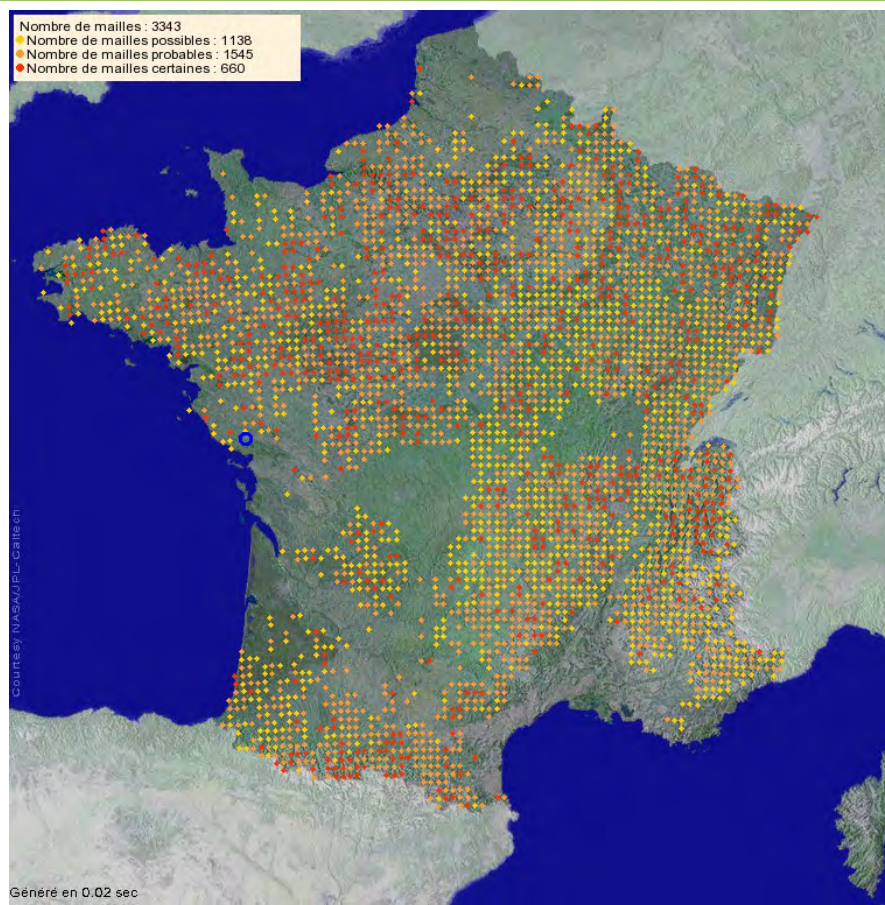 Nombre de mailles : 3343
Nombre de mailles possibles : 1138
Nombre de mailles probables : 1545
Nombre de mailles certaines : 660
Courtesy NASA/JPL-Caltech
Généré en 0.02 sec